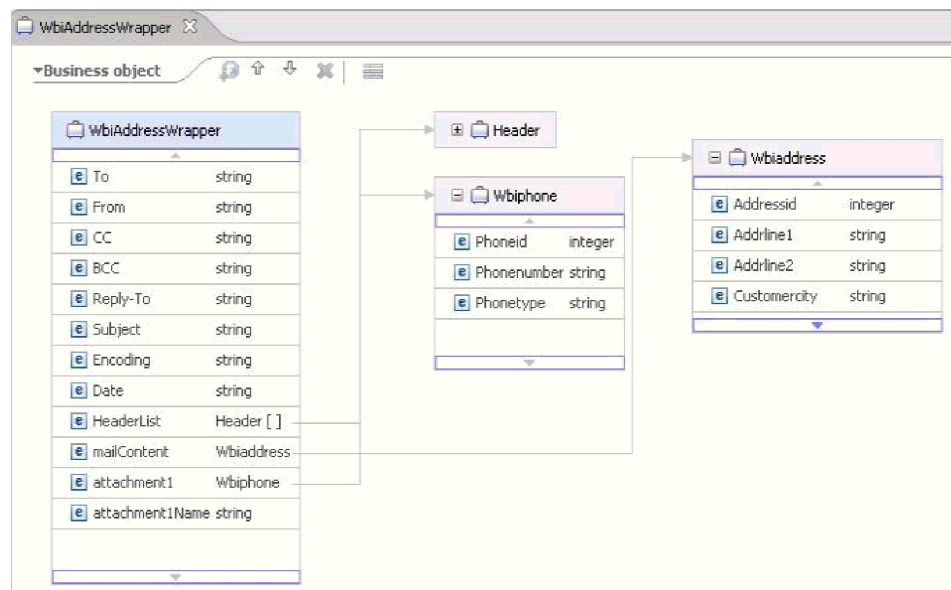 WbiAddressWrapper
Business object
WbiAddressWrapper
To string
From string
CC string
BCC string
Reply-To string
Subject string
Encoding string
Date string
HeaderList Header [ ]
mailContent Wbiaddress
attachment1 Wbiphone
attachment1Name string
Header
Wbiphone
Phoneid integer
Phonenumber string
Phonetype string
Wbiaddress
Addressid integer
Addrline1 string
Addrline2 string
Customercity string